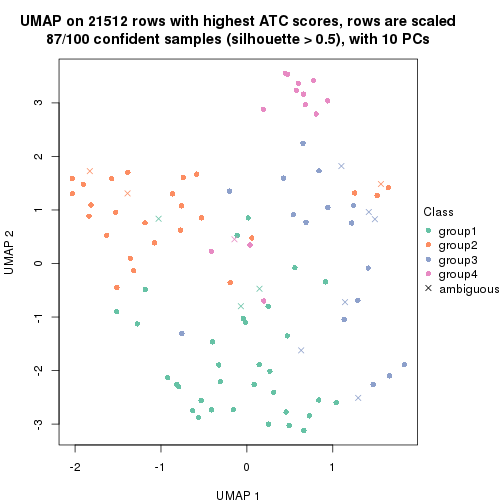 UMAP on 21512 rows with highest ATC scores, rows are scaled
87/100 confident samples (silhouette > 0.5), with 10 PCs
3
2
1
0
-1
-2
-3
UMAP 2
-2
-1
0
1
UMAP 1
Class
group1
group2
group3
group4
ambiguous